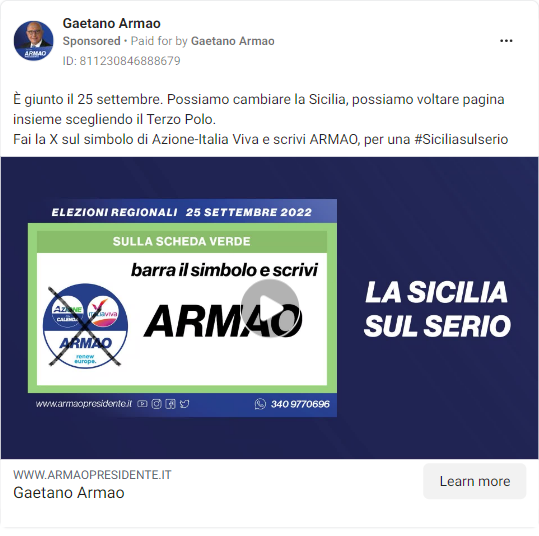 Gaetano Armao
Sponsored • Paid for by Gaetano Armao
ID: 811230846888679
È giunto il 25 settembre. Possiamo cambiare la Sicilia, possiamo voltare pagina
insieme scegliendo il Terzo Polo.
Fai la X sul simbolo di Azione-Italia Viva e scrivi ARMAO, per una #Siciliasulserio
ELEZIONI REGIONALI 25 SETTEMBRE 2022
SULLA SCHEDA VERDE
barra il simbolo e scrivi
ARMAO
AZIONE
CALENDA
italiaviva
ARMAO
renew
europe.
LA SICILIA
SUL SERIO
www.armaopresidente.it
340 9770696
WWW.ARMAOPRESIDENTE.IT
Gaetano Armao
Learn more